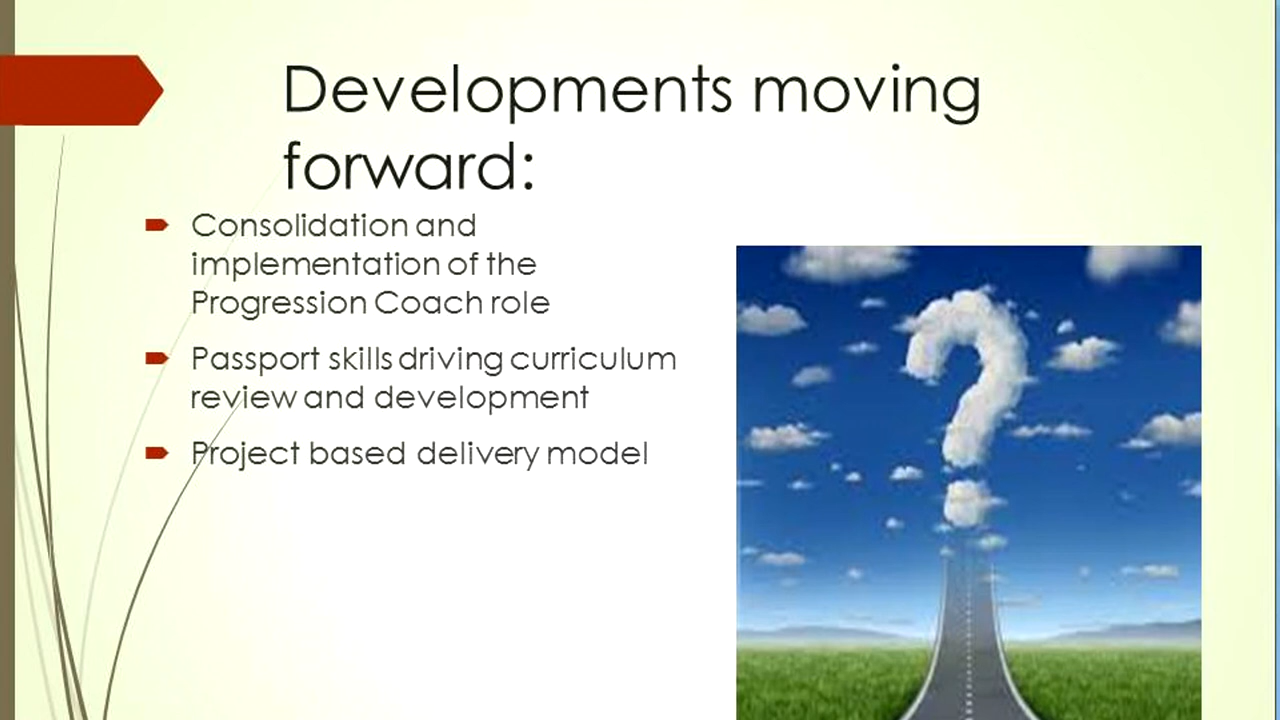 Developments moving
forward:
Consolidation and
implementation of the
Progression Coach role
Passport skills driving curriculum
review and development
Project based delivery model